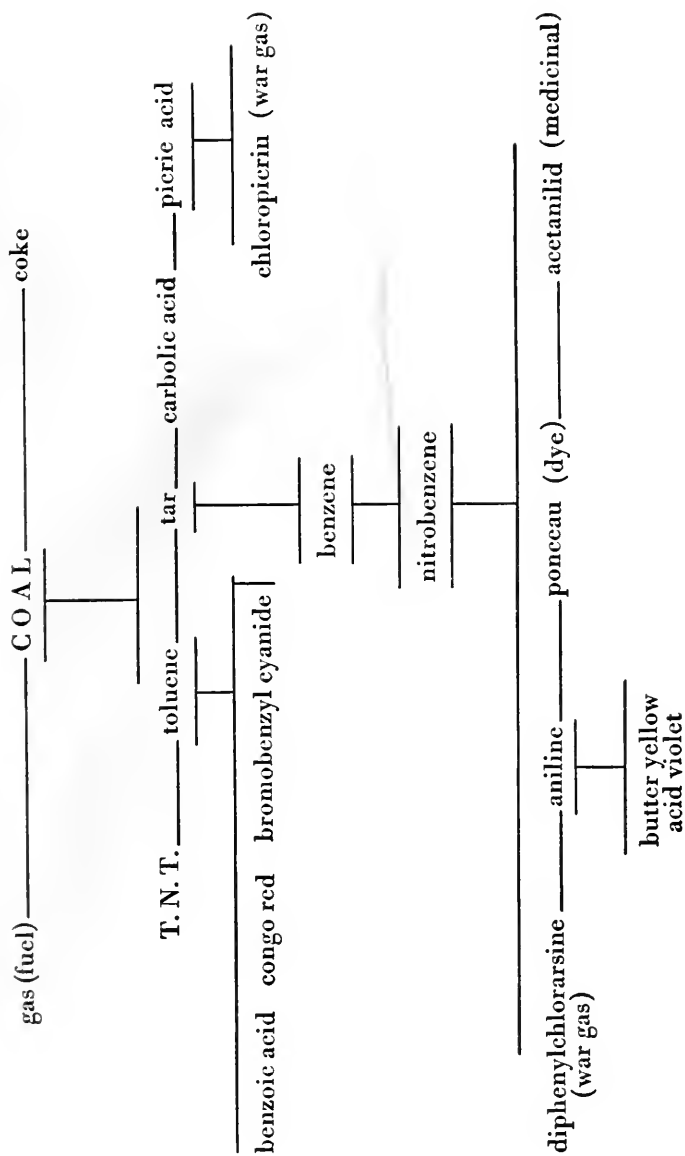 gas (fuel) COAL coke
T.N.T. toluene tar carbolic acid picric acid
benzoic acid congo red bromobenzyl cyanide
chloropicrin (war gas)
benzene
nitrobenzene
diphenylchlorarsine aniline ponceau (dye) acetanilid (medicinal)
(war gas)
butter yellow
acid violet